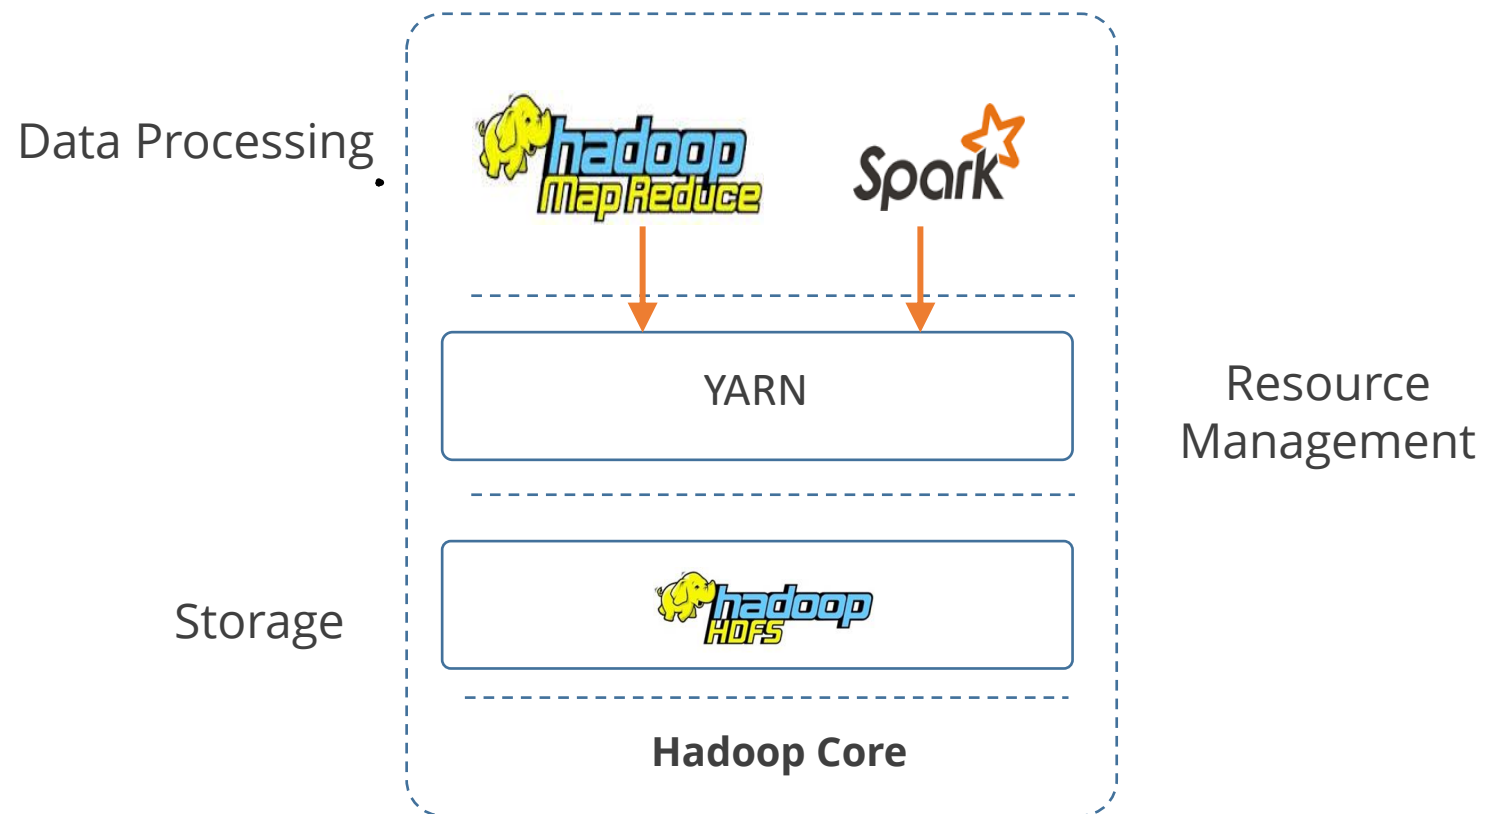 Data Processing
hadoop
Map Reduce
Spark
YARN
Resource
Management
Storage
hadoop
HDFS
Hadoop Core